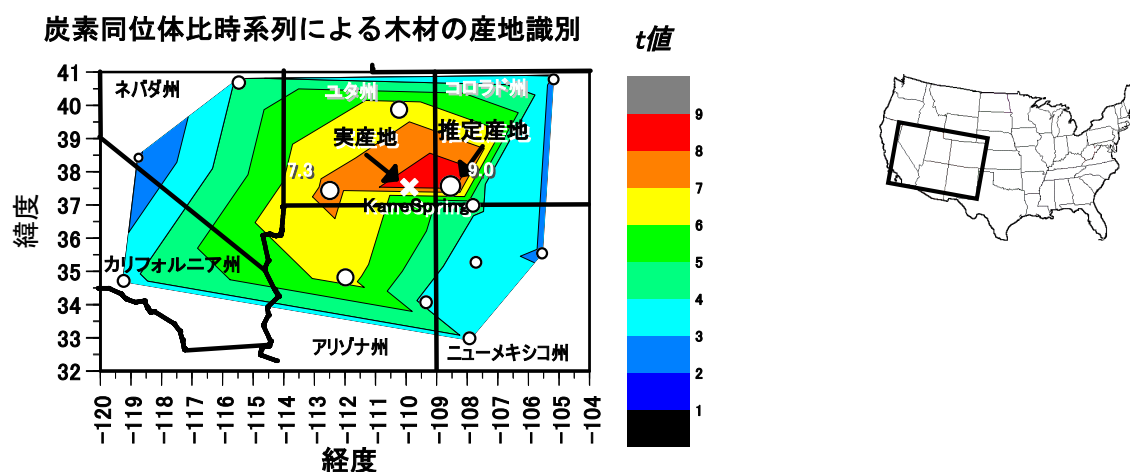 炭素同位体比時系列による木材の産地識別
t値
41
40
39
38
37
36
35
34
33
32
緯度
ネバダ州
ユタ州
コロラド州
実産地
推定産地
7.3
9.0
KaneSpring
カリフォルニア州
アリゾナ州
ニューメキシコ州
-120
-119
-118
-117
-116
-115
-114
-113
-112
-111
-110
-109
-108
-107
-106
-105
-104
経度
9
8
7
6
5
4
3
2
1